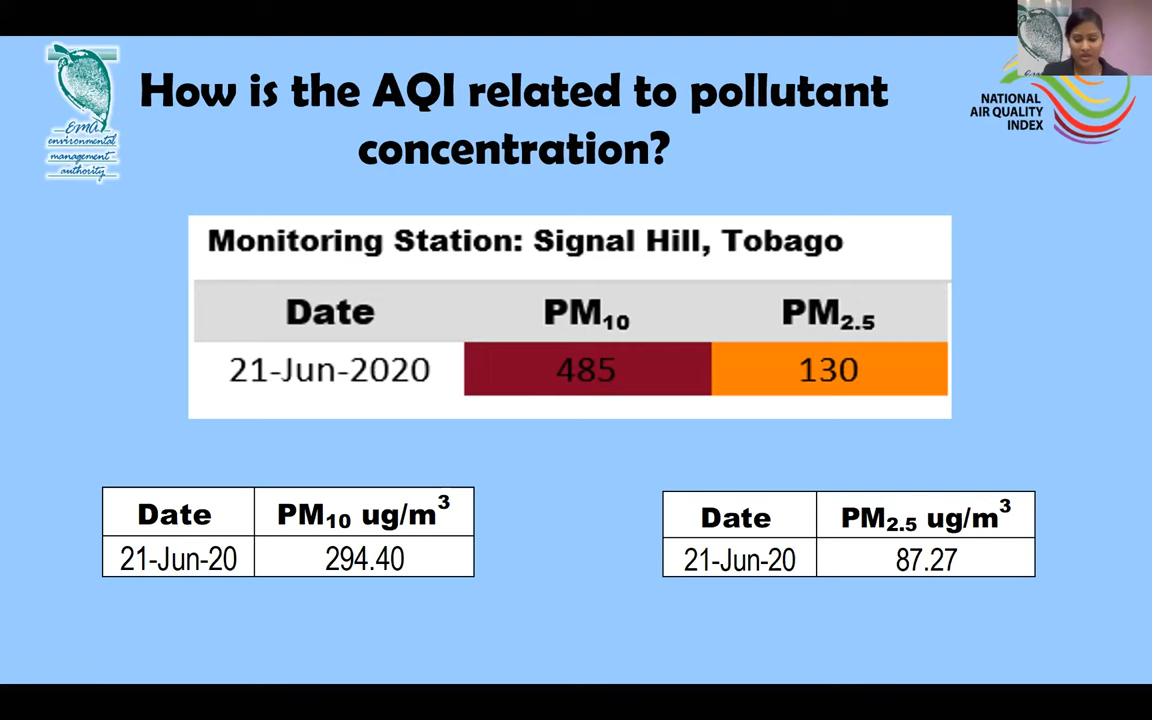 How is the AQI related to pollutant
concentration?
EMA
environmental
management
authority
NATIONAL
AIR QUALITY
INDEX
Monitoring Station: Signal Hill, Tobago
Date PM10 PM2.5
21-Jun-2020 485 130
Date PM10 ug/m3
21-Jun-20 294.40
Date PM2.5 ug/m3
21-Jun-20 87.27